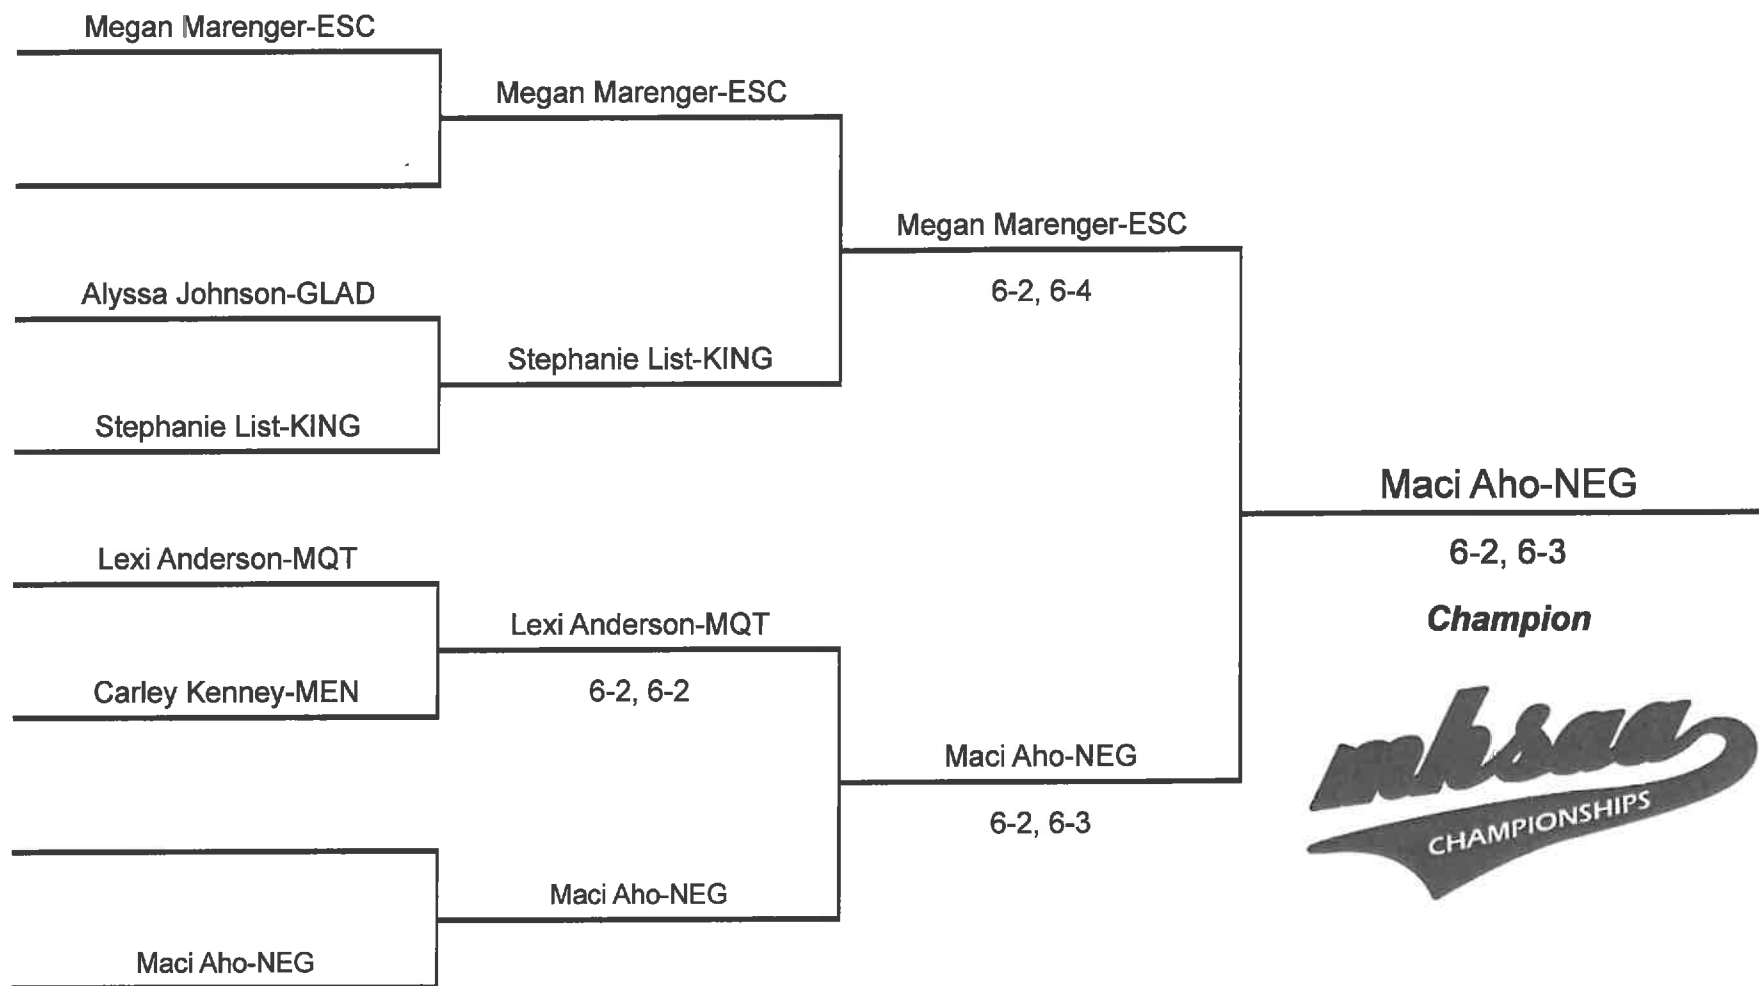 Megan Marenger-ESC
Megan Marenger-ESC
Megan Marenger-ESC
6-2, 6-4
Alyssa Johnson-GLAD
Stephanie List-KING
Stephanie List-KING
Maci Aho-NEG
6-2, 6-3
Champion
Lexi Anderson-MQT
Lexi Anderson-MQT
6-2, 6-2
Carley Kenney-MEN
Maci Aho-NEG
6-2, 6-3
Maci Aho-NEG
Maci Aho-NEG
mhsaa
CHAMPIONSHIPS